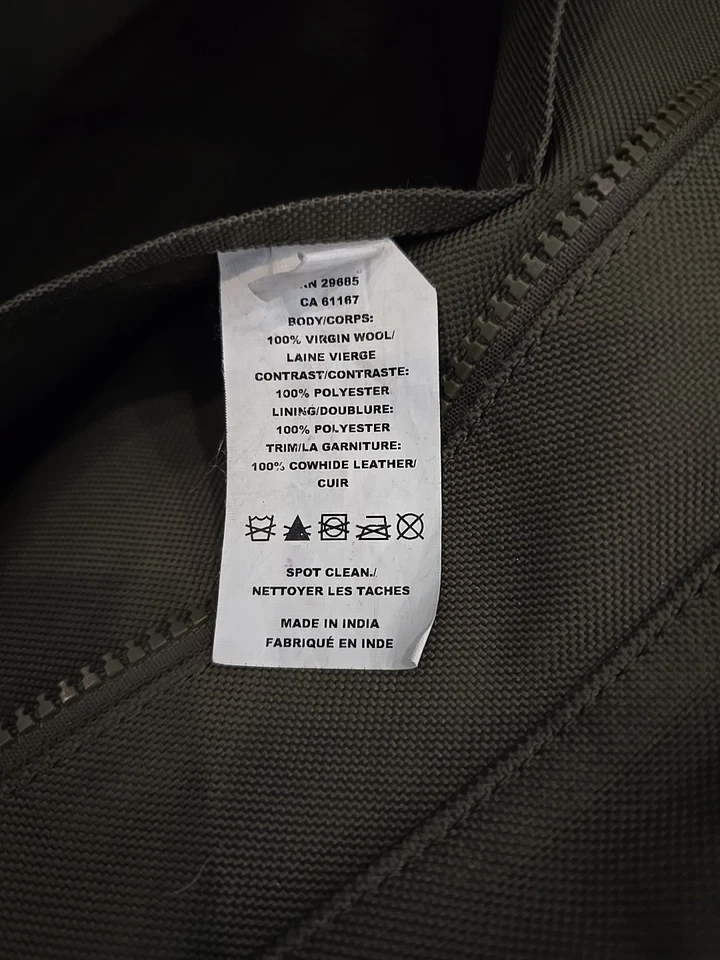 29685
CA 61167
BODY/CORPS:
100% VIRGIN WOOL/
LAINE VIERGE
CONTRAST/CONTRASTE:
100% POLYESTER
LINING/DOUBLURE:
100% POLYESTER
TRIM/LA GARNITURE:
100% COWHIDE LEATHER/
CUIR
SPOT CLEAN./
NETTOYER LES TACHES
MADE IN INDIA
FABRIQUÉ EN INDE